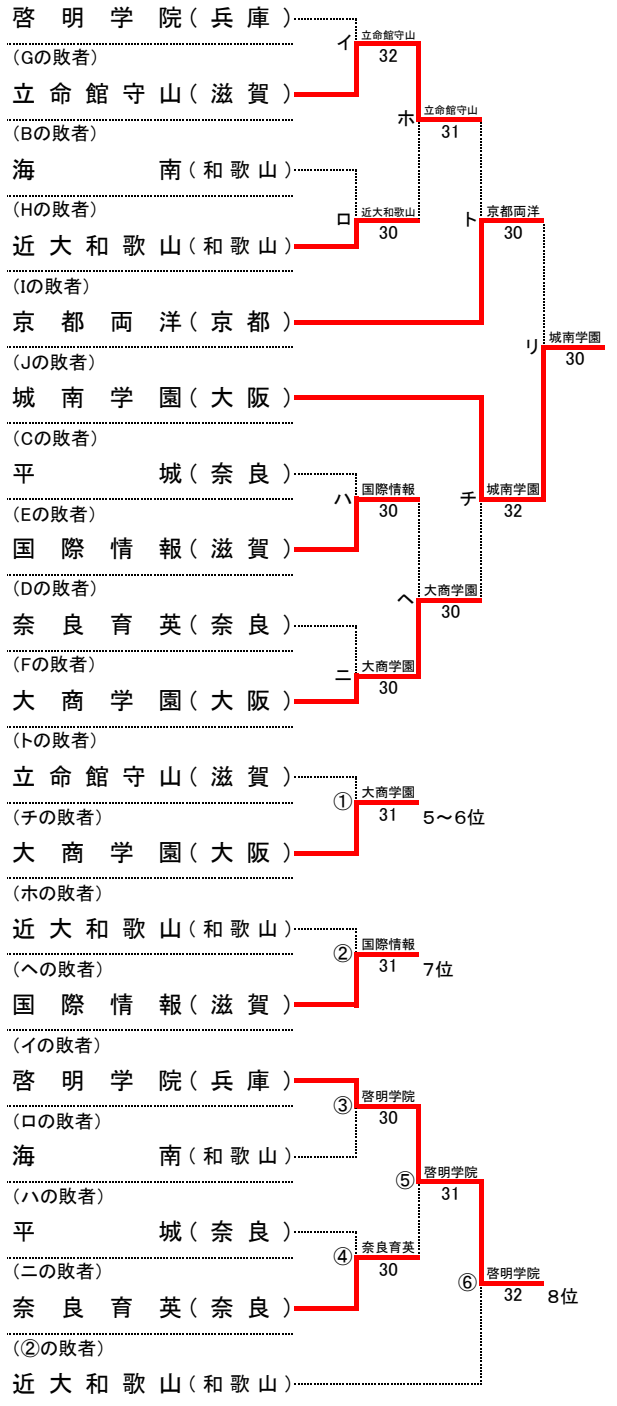 啓明学院(兵庫)
イ 立命館守山
32
(Gの敗者)
立命館守山(滋賀)
ホ 立命館守山
31
(Bの敗者)
海南(和歌山)
(Hの敗者)
ロ 近大和歌山
30
ト 京都両洋
30
近大和歌山(和歌山)
(Iの敗者)
京都両洋(京都)
リ 城南学園
30
(Jの敗者)
城南学園(大阪)
(Cの敗者)
平城(奈良)
ハ 国際情報
30
チ 城南学園
32
(Eの敗者)
国際情報(滋賀)
(Dの敗者)
ヘ 大商学園
30
奈良育英(奈良)
(Fの敗者)
ニ 大商学園
30
大商学園(大阪)
(トの敗者)
立命館守山(滋賀)
① 大商学園
31 5~6位
(チの敗者)
大商学園(大阪)
(ホの敗者)
近大和歌山(和歌山)
② 国際情報
31 7位
(ヘの敗者)
国際情報(滋賀)
(イの敗者)
啓明学院(兵庫)
③ 啓明学院
30
(ロの敗者)
海南(和歌山)
⑤ 啓明学院
31
(ハの敗者)
平城(奈良)
④ 奈良育英
30
(ニの敗者)
⑥ 啓明学院
32 8位
奈良育英(奈良)
(②の敗者)
近大和歌山(和歌山)